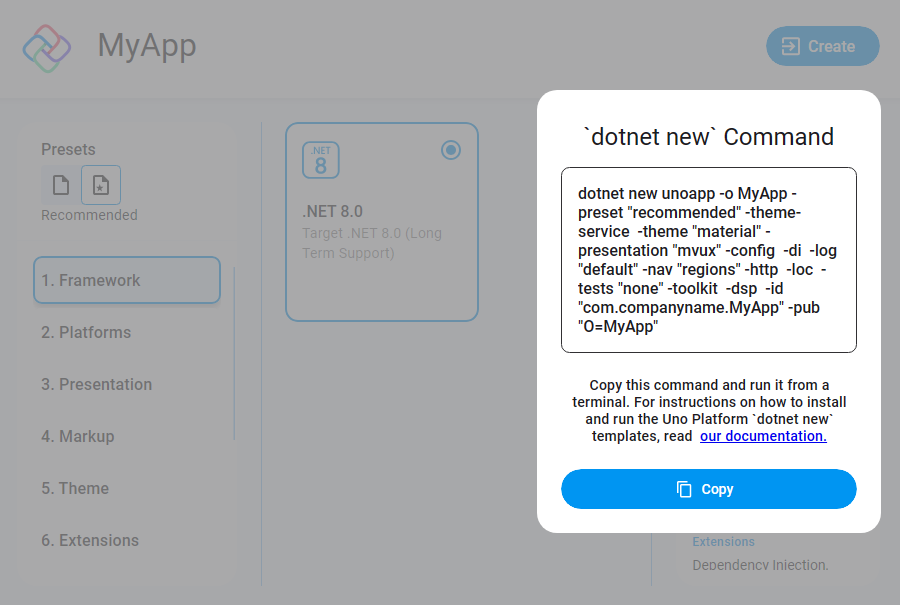 MyApp
Create
Presets
Recommended
1. Framework
2. Platforms
3. Presentation
4. Markup
5. Theme
6. Extensions
.NET
8
.NET 8.0
Target .NET 8.0 (Long
Term Support)
`dotnet new` Command
dotnet new unoapp -o MyApp -
preset "recommended" -theme-
service  -theme "material" -
presentation "mvux" -config  -di  -log
"default" -nav "regions" -http  -loc  -
tests "none" -toolkit  -dsp  -id
"com.companyname.MyApp" -pub
"O=MyApp"
Copy this command and run it from a
terminal. For instructions on how to install
and run the Uno Platform `dotnet new`
templates, read  our documentation.
Copy
Extensions
Dependency Injection,